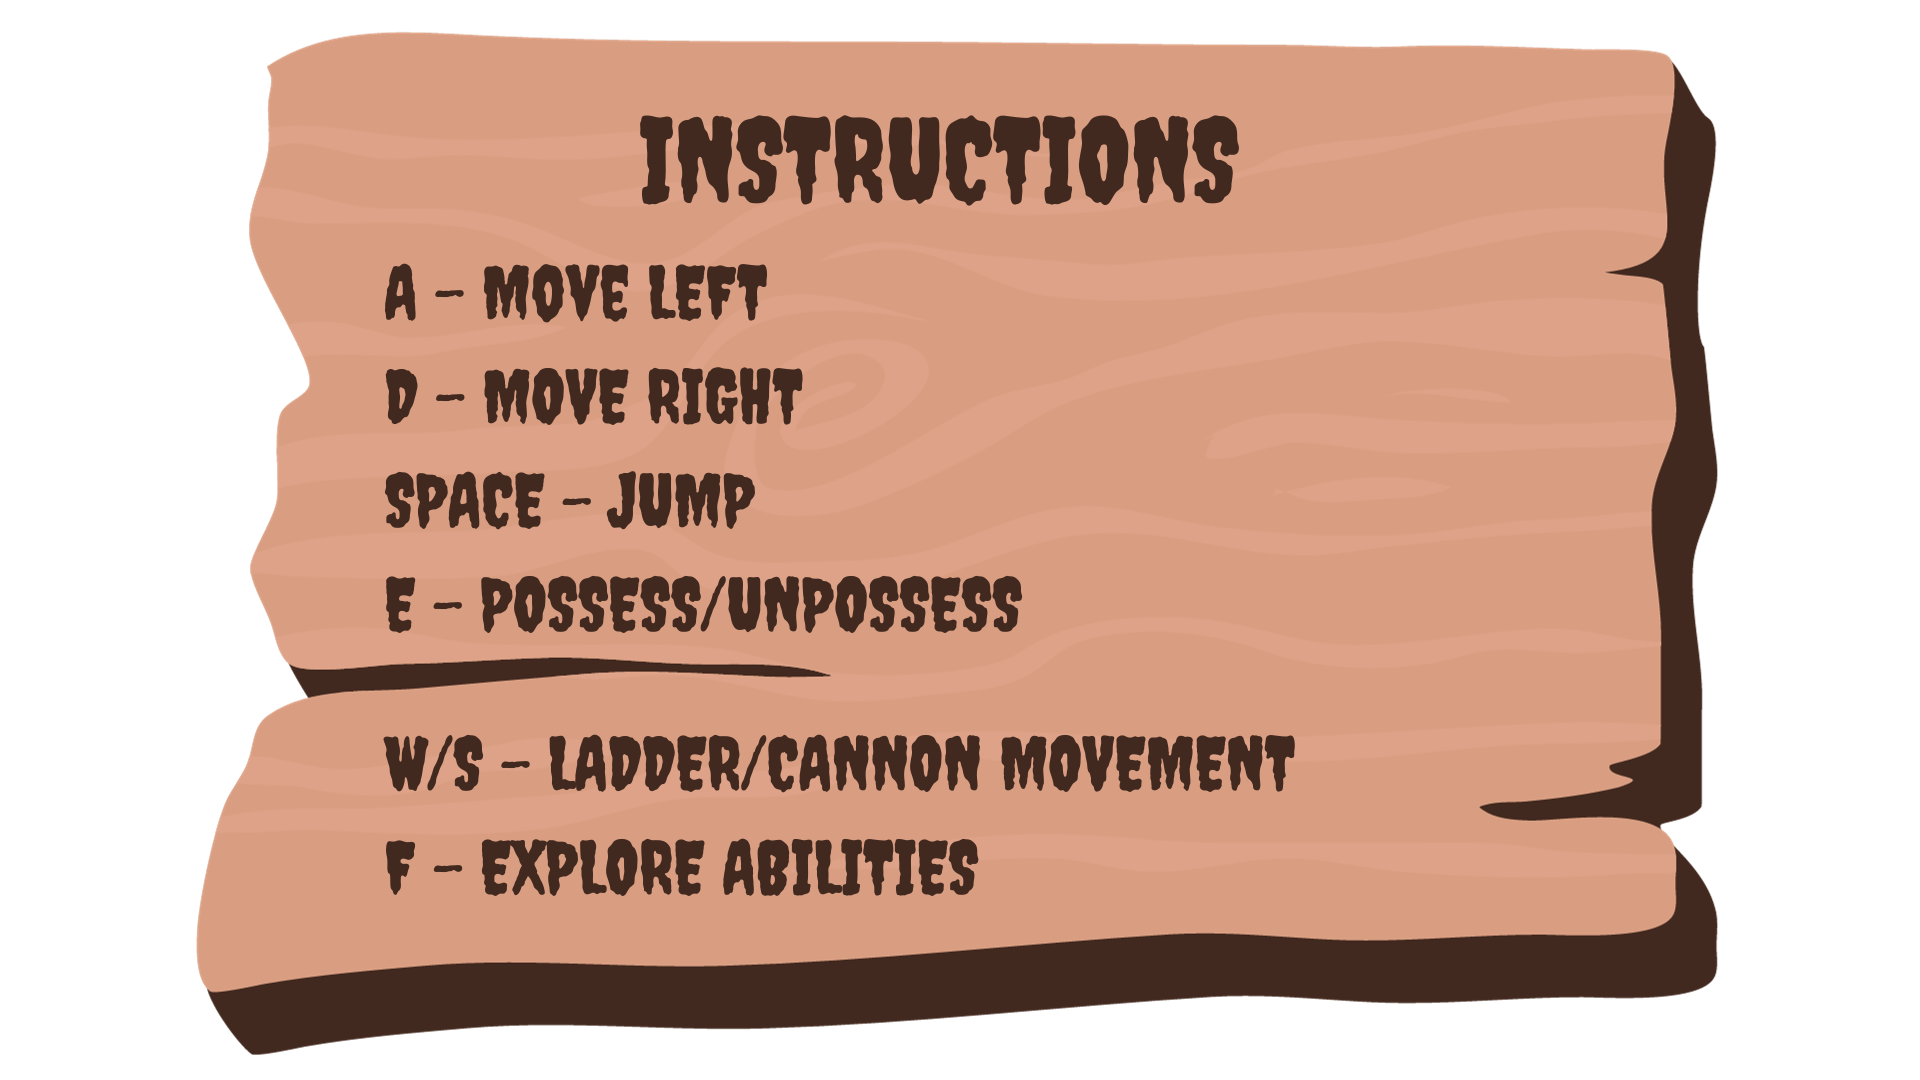 INSTRUCTIONS
A - MOVE LEFT
D - MOVE RIGHT
SPACE - JUMP
E - POSSESS/UNPOSSESS
W/S - LADDER/CANNON MOVEMENT
F - EXPLORE ABILITIES